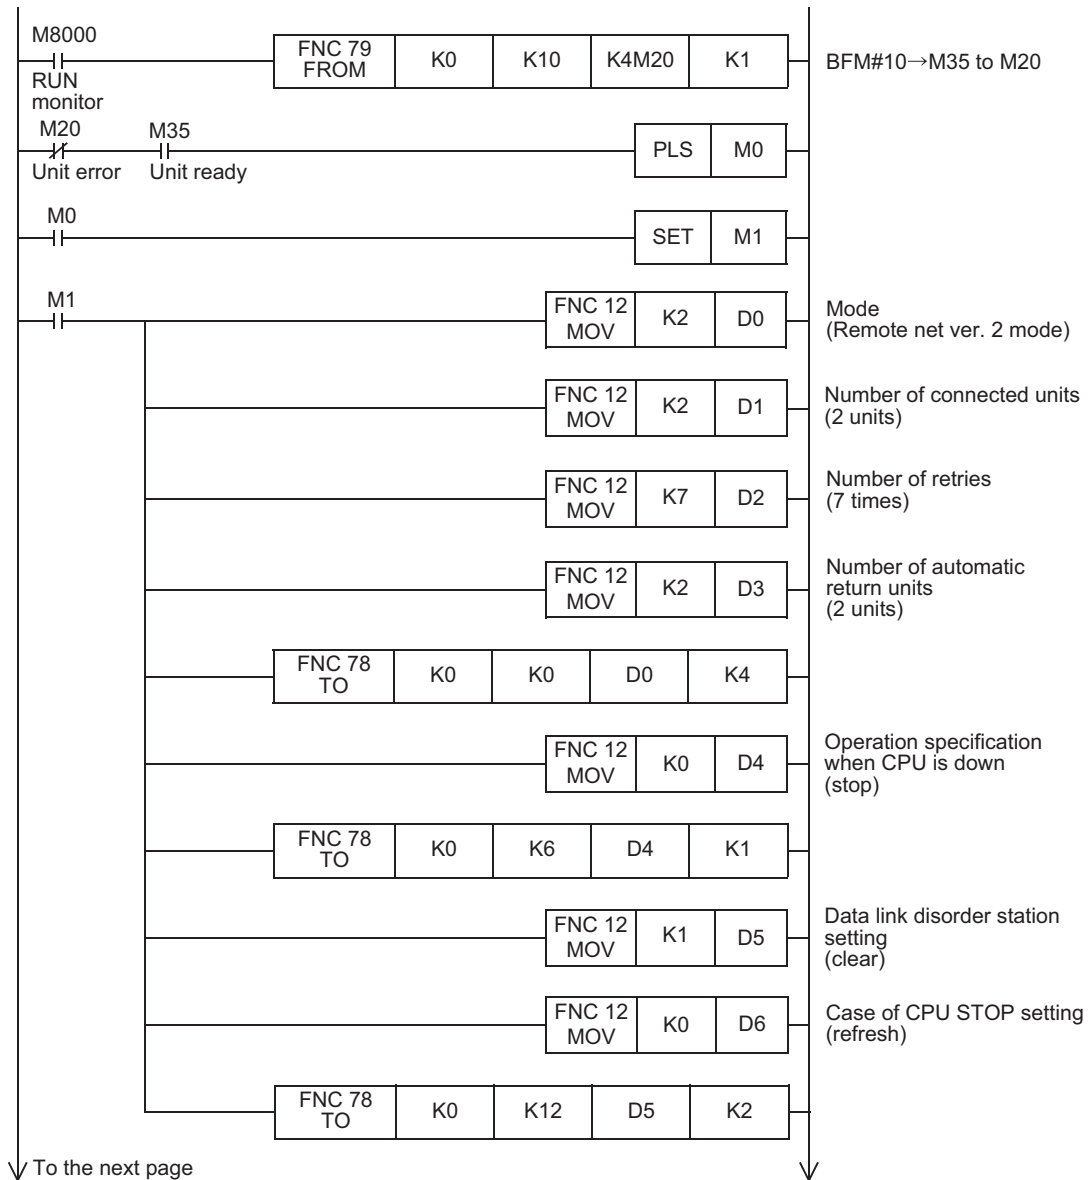 M8000
RUN
monitor
FNC 79
FROM
K0
K10
K4M20
K1
BFM#10→M35 to M20
M20
Unit error
M35
Unit ready
PLS
M0
M0
SET
M1
M1
FNC 12
MOV
K2
D0
Mode
(Remote net ver. 2 mode)
FNC 12
MOV
K2
D1
Number of connected units
(2 units)
FNC 12
MOV
K7
D2
Number of retries
(7 times)
FNC 12
MOV
K2
D3
Number of automatic
return units
(2 units)
FNC 78
TO
K0
K0
D0
K4
FNC 12
MOV
K0
D4
Operation specification
when CPU is down
(stop)
FNC 78
TO
K0
K6
D4
K1
FNC 12
MOV
K1
D5
Data link disorder station
setting
(clear)
FNC 12
MOV
K0
D6
Case of CPU STOP setting
(refresh)
FNC 78
TO
K0
K12
D5
K2
To the next page